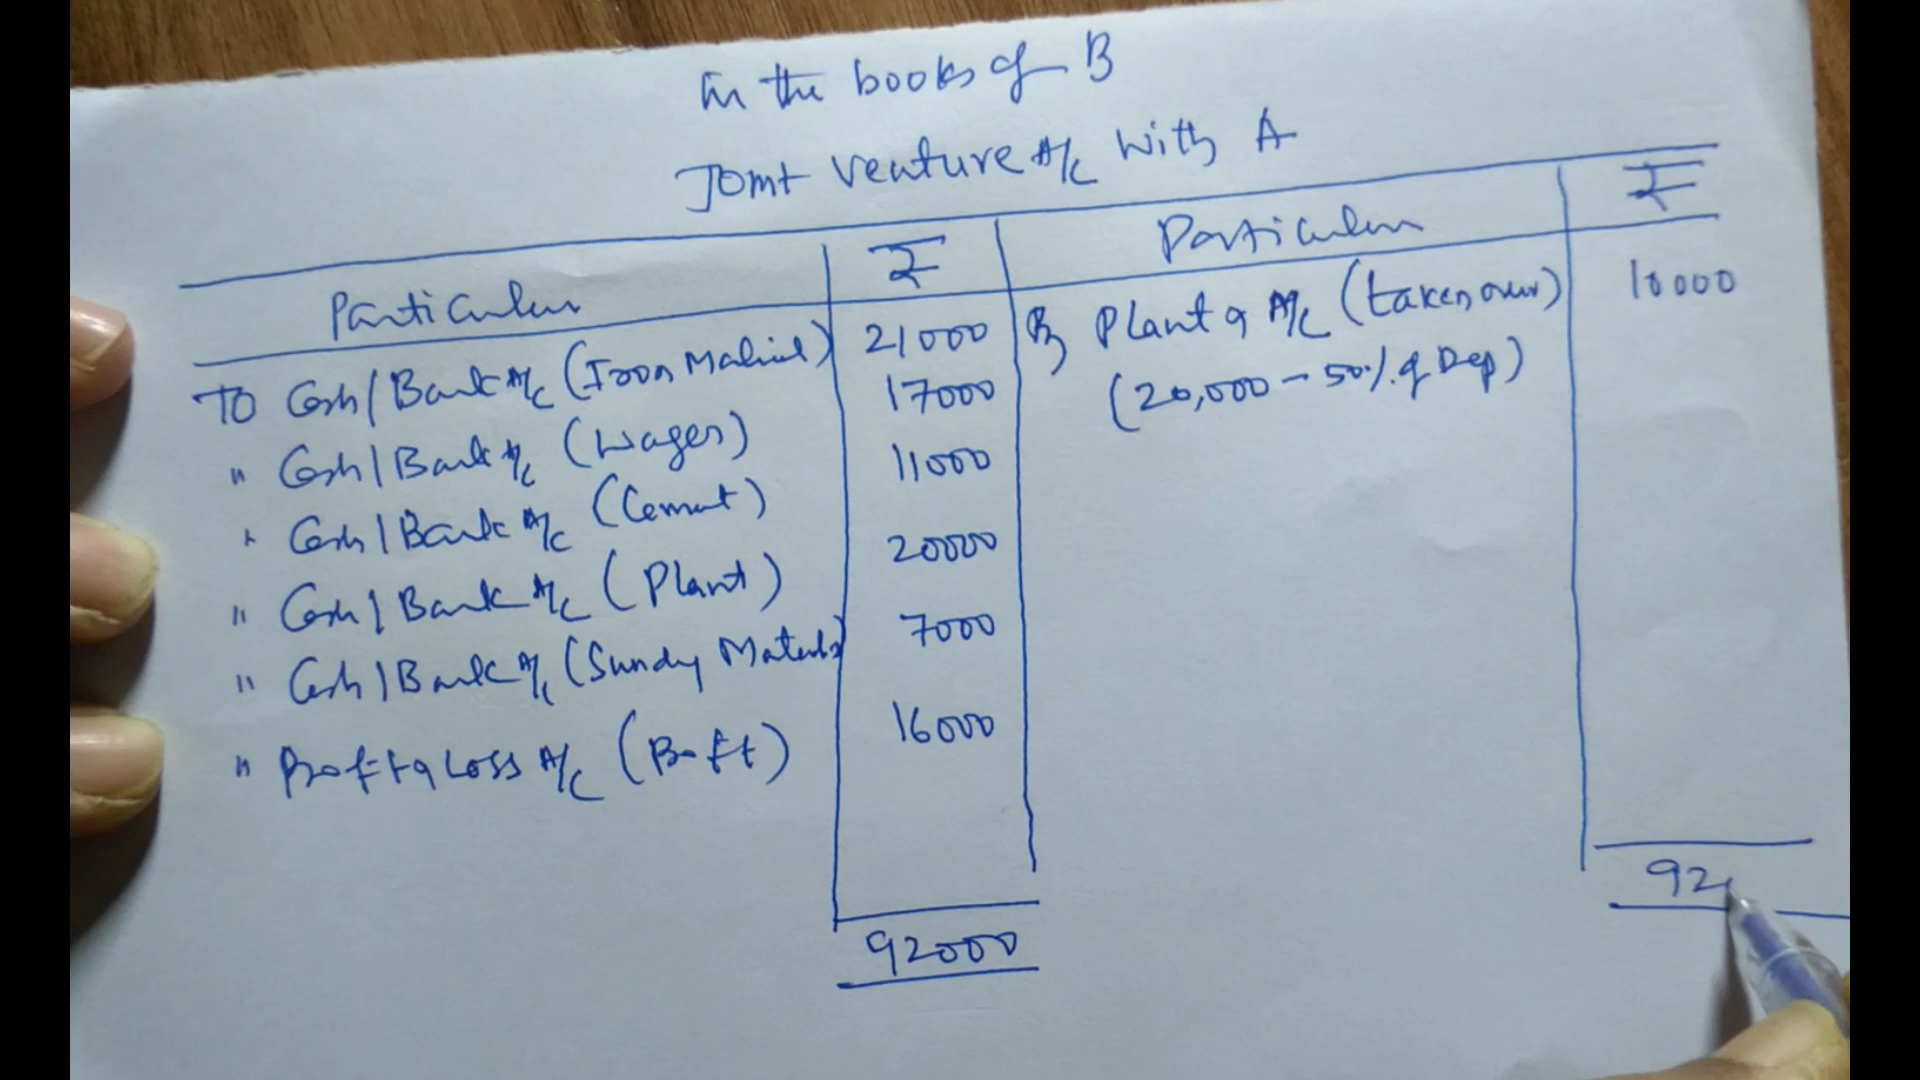 In the books of B
Joint Venture A/c with A
Particulars ₹ Particulars ₹
To Cash/Bank A/c (Iron Material) 21000 By Plant A/c (taken over) 10000
" Cash/Bank A/c (Wages) 17000 (20,000 - 50% of Dep)
" Cash/Bank A/c (Cement) 11000
" Cash/Bank A/c (Plant) 20000
" Cash/Bank A/c (Sundry Materials) 7000
" Profit & Loss A/c (Profit) 16000
92000 92